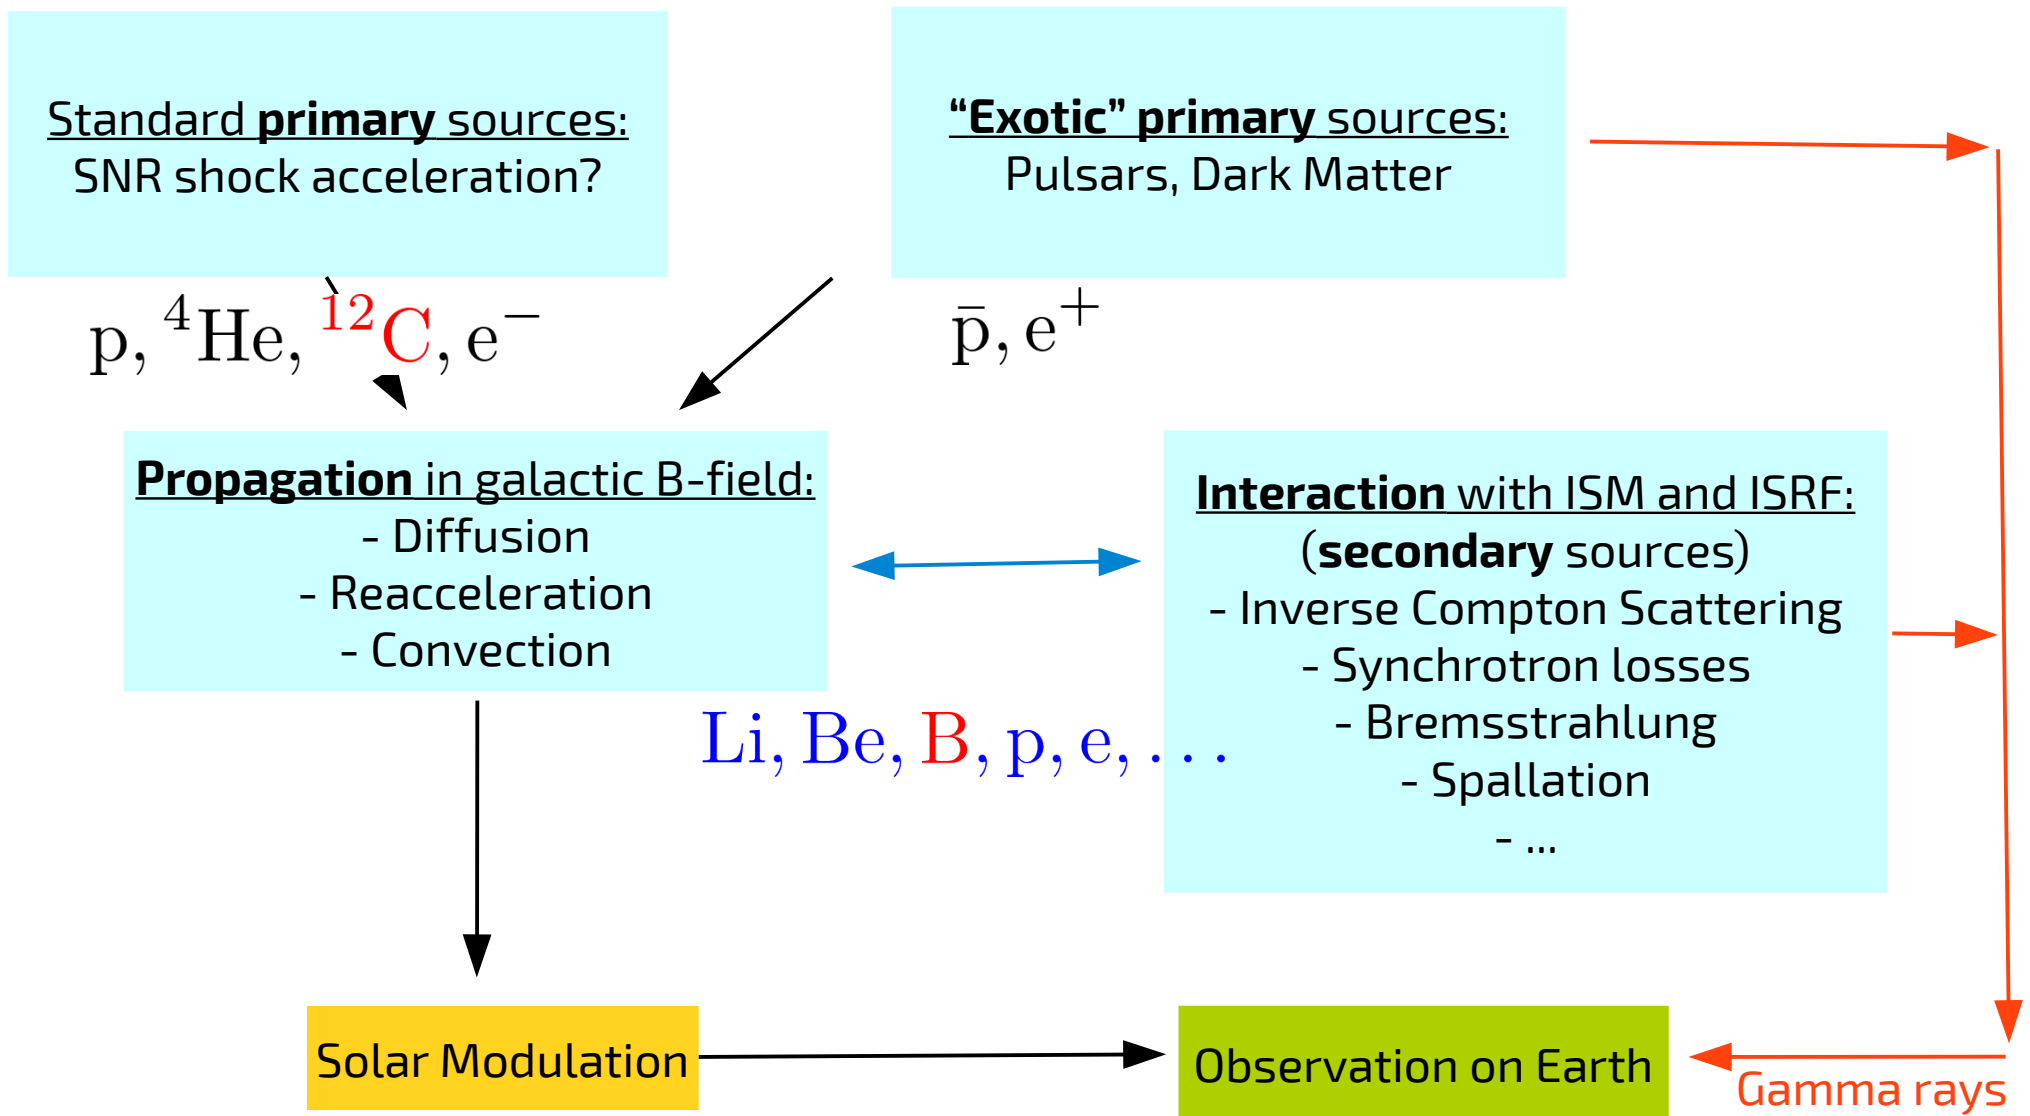 Standard primary sources:
SNR shock acceleration?
“Exotic” primary sources:
Pulsars, Dark Matter
p, ⁴He, ¹²C, e⁻
p̄, e⁺
Propagation in galactic B-field:
- Diffusion
- Reacceleration
- Convection
Interaction with ISM and ISRF:
(secondary sources)
- Inverse Compton Scattering
- Synchrotron losses
- Bremsstrahlung
- Spallation
- ...
Li, Be, B, p, e, . . .
Solar Modulation
Observation on Earth
Gamma rays